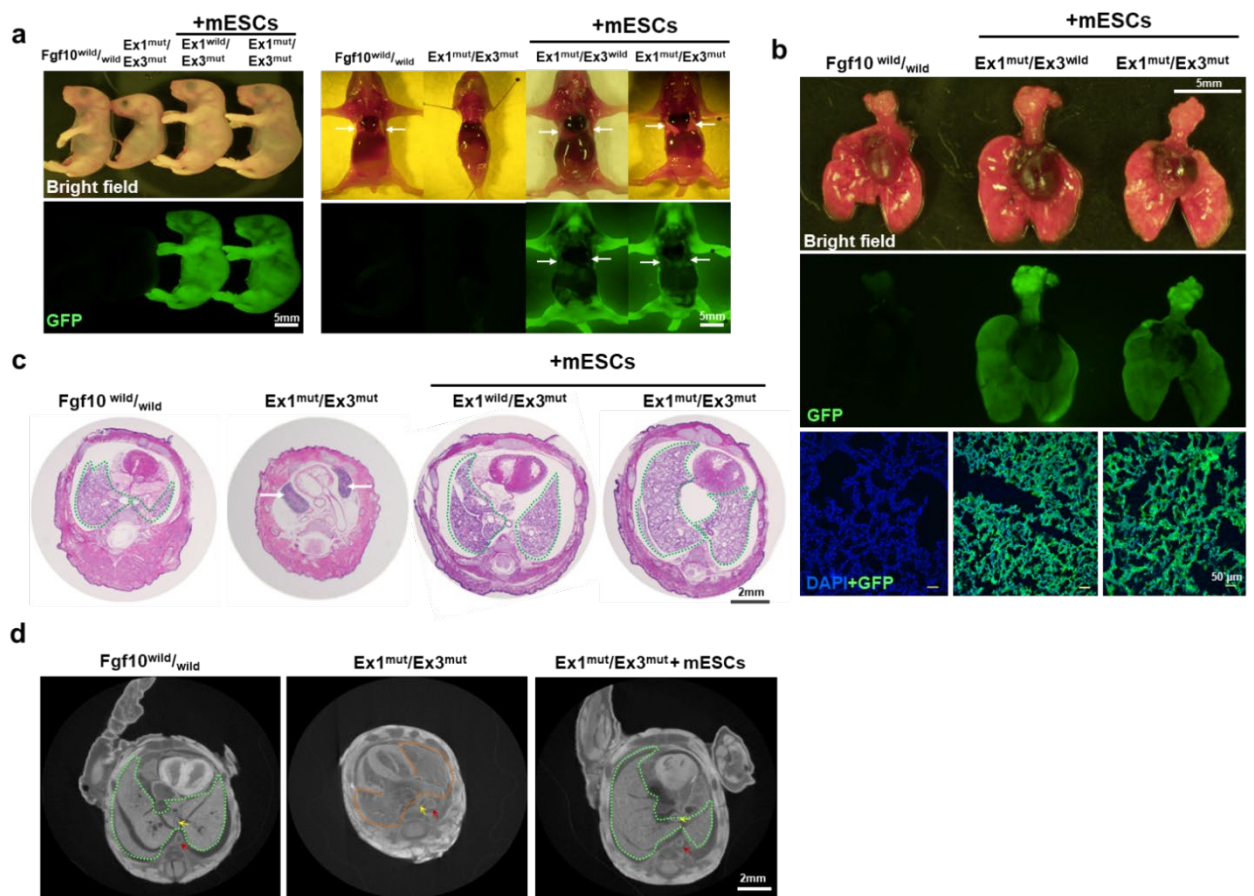 a
+mESCs
Fgf10wild/wild
Ex1mut/Ex3mut
Ex1wild/Ex3mut
Ex1mut/Ex3mut
Bright field
GFP
5mm
+mESCs
Fgf10wild/wild
Ex1mut/Ex3mut
Ex1mut/Ex3wild
Ex1mut/Ex3mut
5mm
b
+mESCs
Fgf10 wild/wild
Ex1mut/Ex3wild
Ex1mut/Ex3mut
5mm
Bright field
GFP
DAPI+GFP
50 µm
c
+mESCs
Fgf10 wild/wild
Ex1mut/Ex3mut
Ex1wild/Ex3mut
Ex1mut/Ex3mut
2mm
d
Fgf10wild/wild
Ex1mut/Ex3mut
Ex1mut/Ex3mut + mESCs
2mm